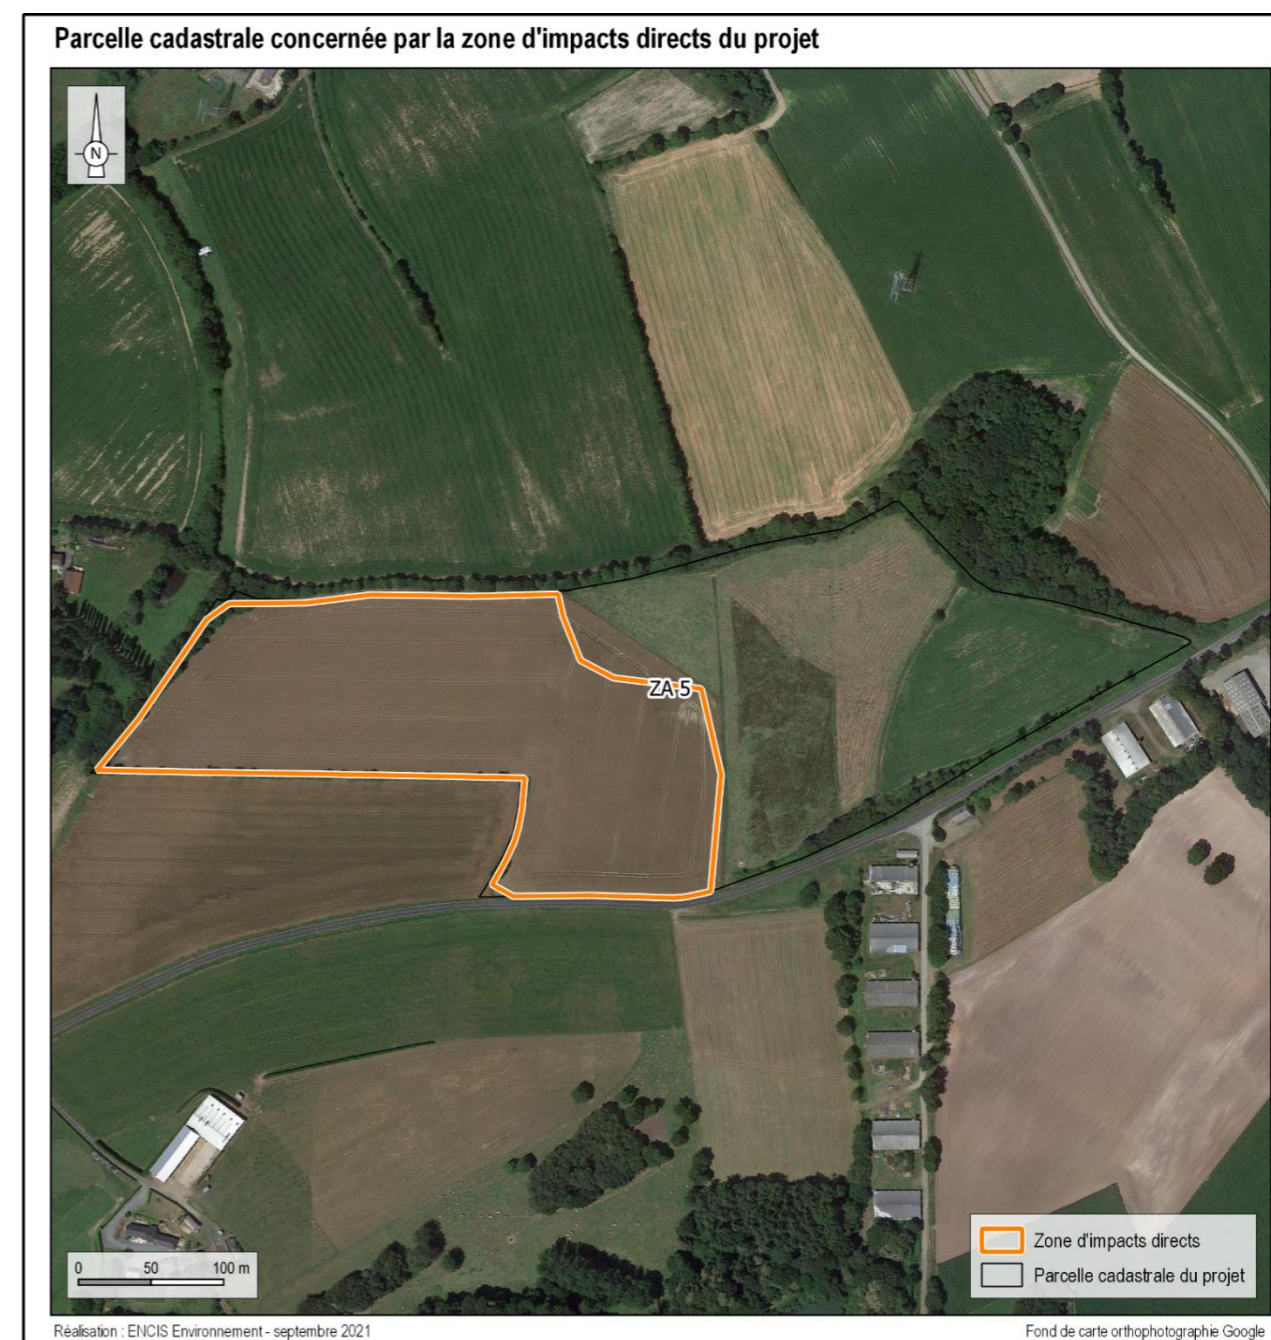 Parcelle cadastrale concernée par la zone d'impacts directs du projet
N
ZA 5
Zone d'impacts directs
Parcelle cadastrale du projet
0 50 100 m
Réalisation : ENCIS Environnement - septembre 2021
Fond de carte orthophotographie Google